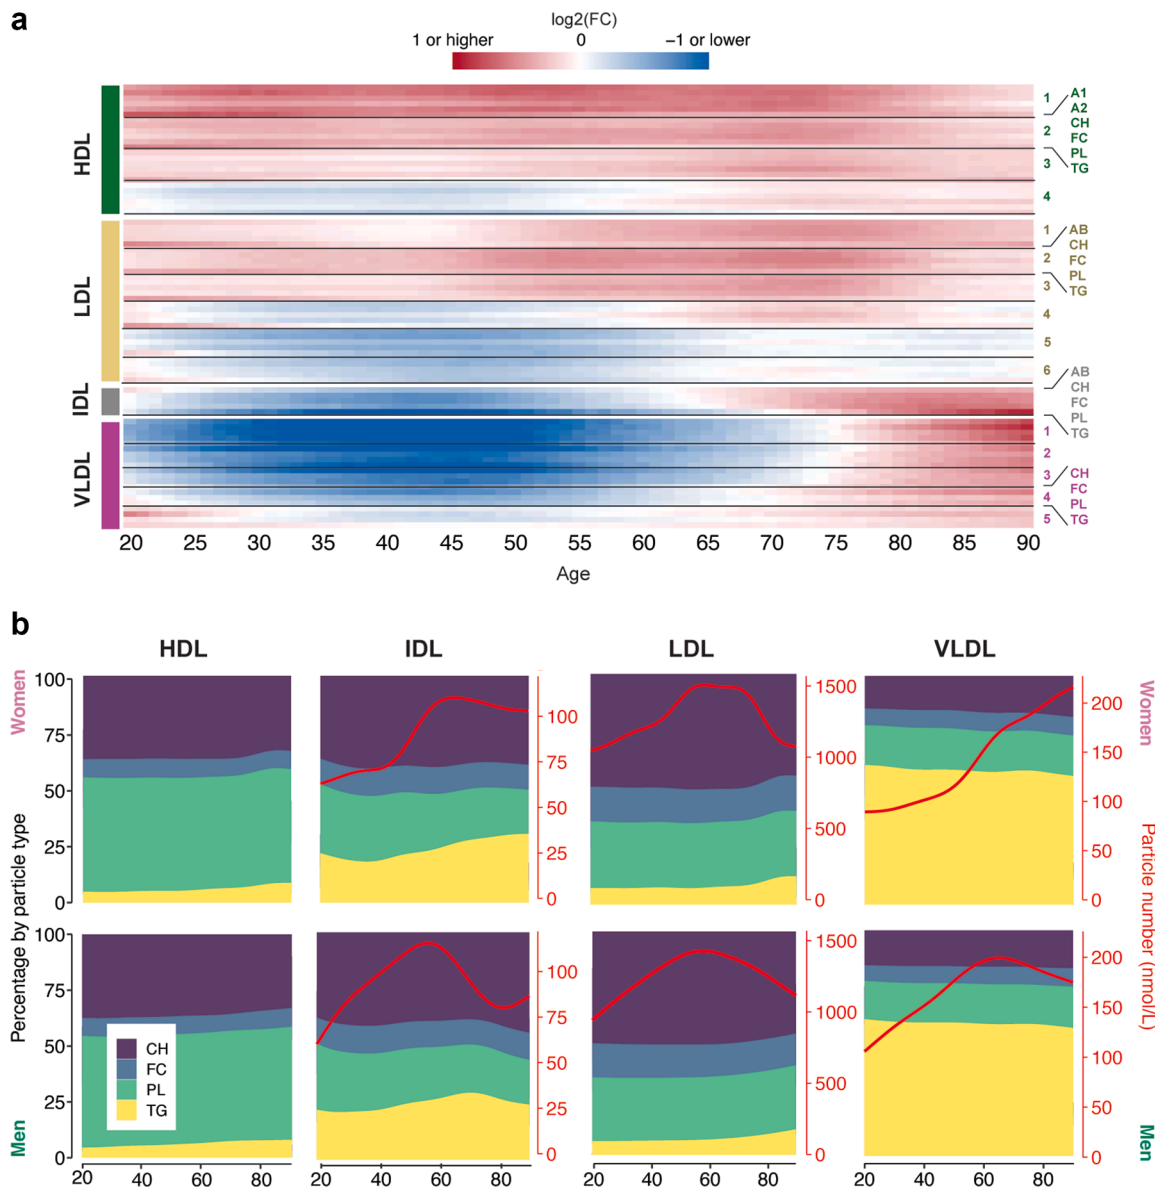 a
log2(FC)
1 or higher 0 −1 or lower
HDL
1
2
3
4
A1
A2
CH
FC
PL
TG
LDL
1
2
3
4
5
6
AB
CH
FC
PL
TG
IDL
AB
CH
FC
PL
TG
VLDL
1
2
3
4
5
CH
FC
PL
TG
20 25 30 35 40 45 50 55 60 65 70 75 80 85 90
Age
b
HDL IDL LDL VLDL
Women
Percentage by particle type
100
75
50
25
0
100
75
50
25
0
1500
1000
500
0
200
150
100
50
0
Women
Particle number (nmol/L)
Men
100
75
50
25
0
CH
FC
PL
TG
100
75
50
25
0
1500
1000
500
0
200
150
100
50
0
Men
20 40 60 80
20 40 60 80
20 40 60 80
20 40 60 80